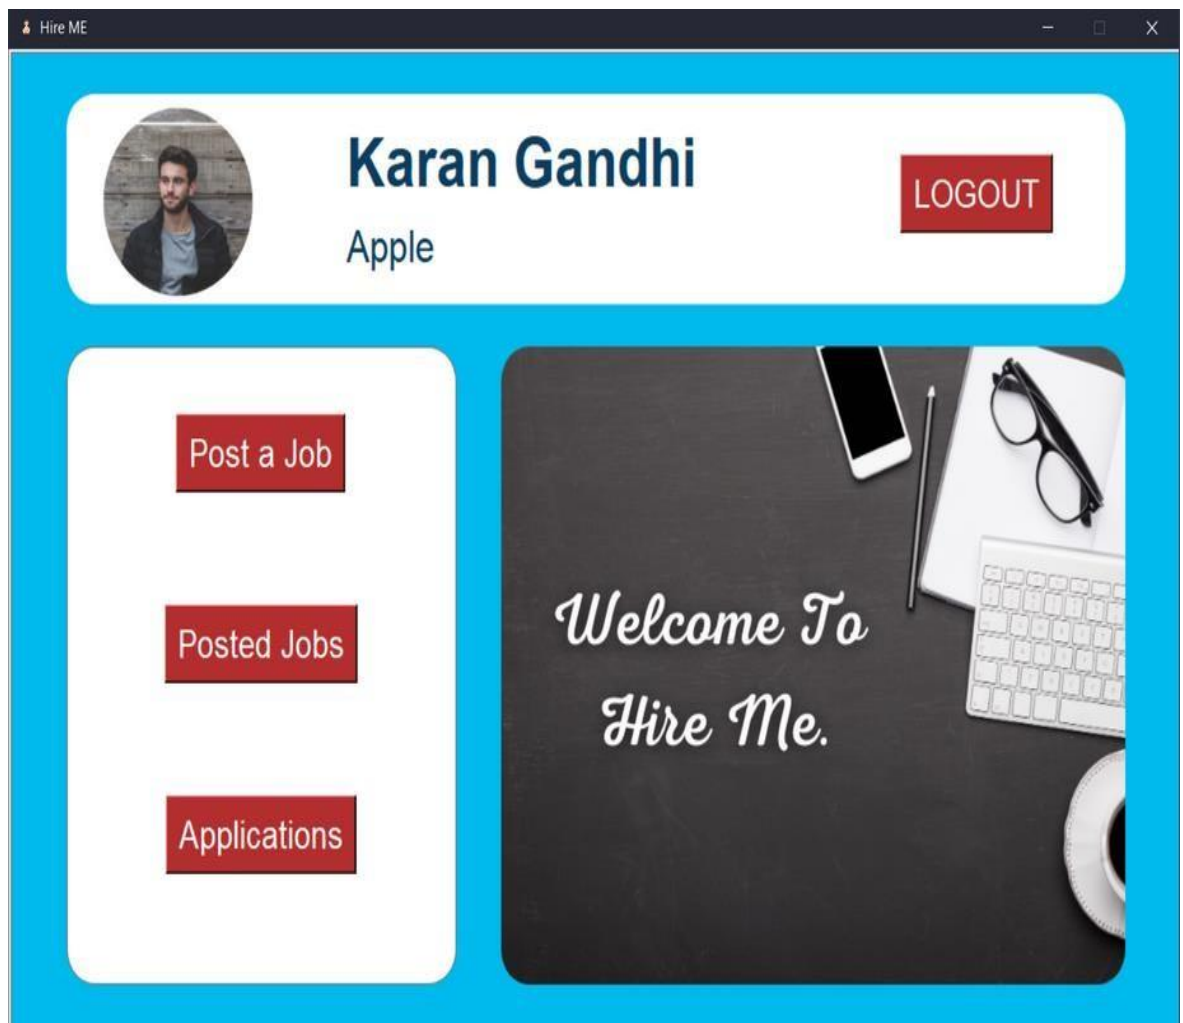 Hire ME
Karan Gandhi
LOGOUT
Apple
Post a Job
Posted Jobs
Applications
Welcome To
Hire Me.